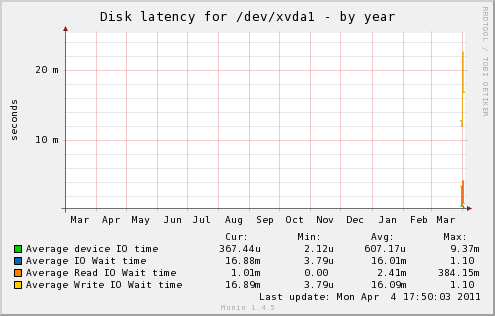 Disk latency for /dev/xvda1 - by year
RRDTOOL / TOBI OETIKER
seconds
20 m
10 m
Mar Apr May Jun Jul Aug Sep Oct Nov Dec Jan Feb Mar
Cur: Min: Avg: Max:
Average device IO time 367.44u 2.12u 607.17u 9.37m
Average IO Wait time 16.88m 3.79u 16.01m 1.10
Average Read IO Wait time 1.01m 0.00 2.41m 384.15m
Average Write IO Wait time 16.89m 3.79u 16.09m 1.10
Last update: Mon Apr 4 17:50:03 2011
Munin 1.4.5